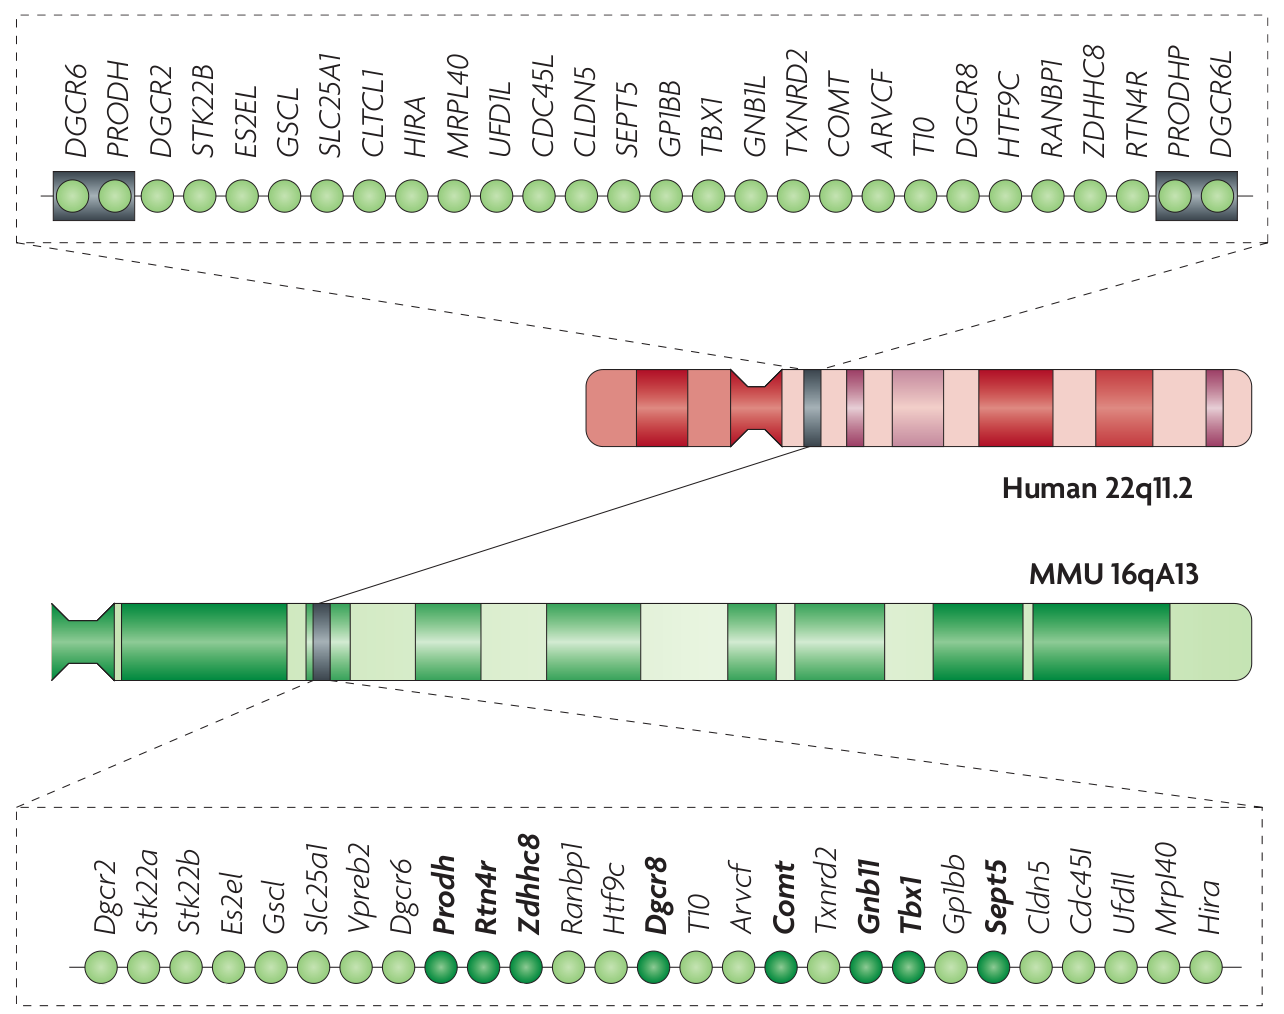 DGCR6
PRODH
DGCR2
STK22B
ES2EL
GSCL
SLC25A1
CLTCL1
HIRA
MRPL40
UFD1L
CDC45L
CLDN5
SEPT5
GP1BB
TBX1
GNB1L
TXNRD2
COMT
ARVCF
T10
DGCR8
HTF9C
RANBP1
ZDHHC8
RTN4R
PRODHP
DGCR6L
Human 22q11.2
MMU 16qA13
Dgcr2
Stk22a
Stk22b
Es2el
Gscl
Slc25a1
Vpreb2
Dgcr6
Prodh
Rtn4r
Zdhhc8
Ranbp1
Htf9c
Dgcr8
T10
Arvcf
Comt
Txnrd2
Gnb1l
Tbx1
Gp1bb
Sept5
Cldn5
Cdc45l
Ufd1l
Mrpl40
Hira